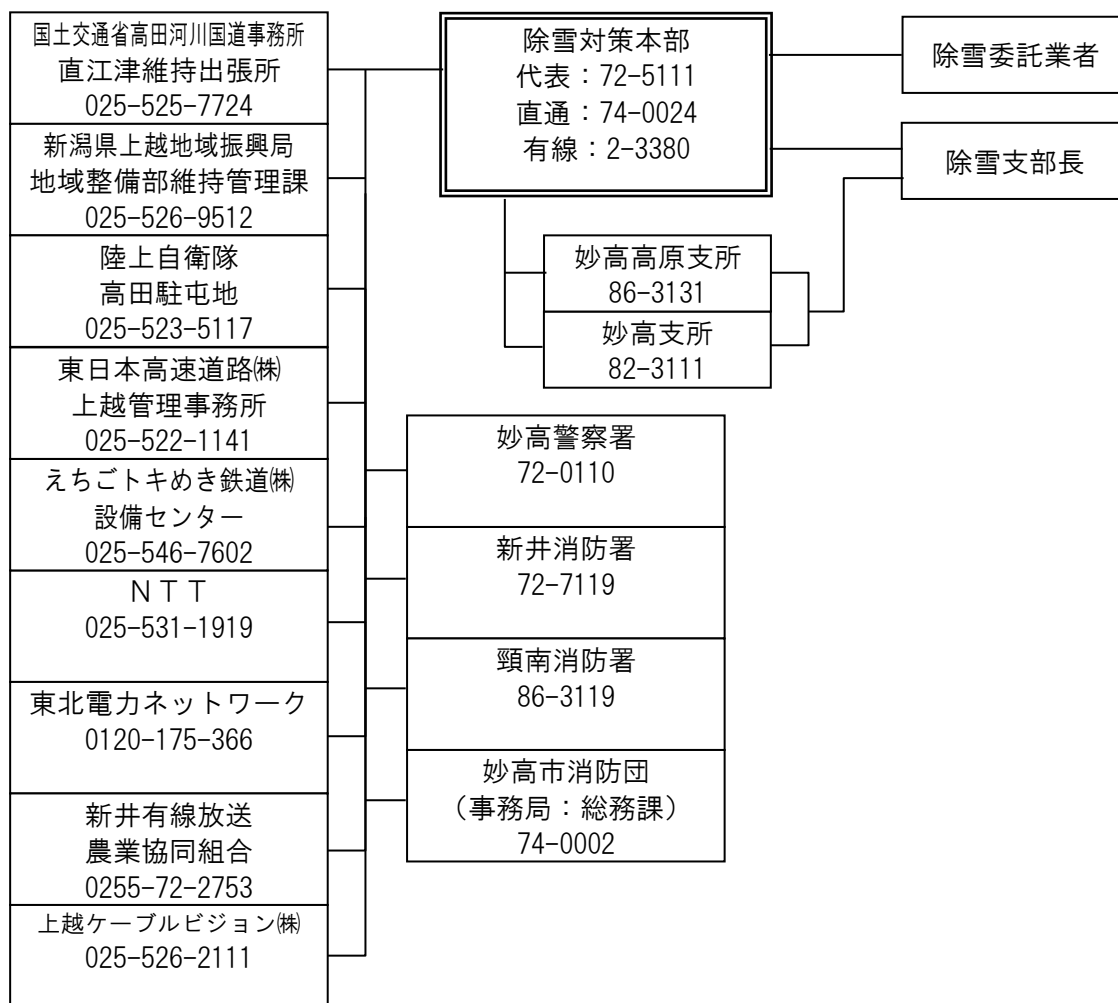 国土交通省高田河川国道事務所
直江津維持出張所
025-525-7724
新潟県上越地域振興局
地域整備部維持管理課
025-526-9512
陸上自衛隊
高田駐屯地
025-523-5117
東日本高速道路㈱
上越管理事務所
025-522-1141
えちごトキめき鉄道㈱
設備センター
025-546-7602
ＮＴＴ
025-531-1919
東北電力ネットワーク
0120-175-366
新井有線放送
農業協同組合
0255-72-2753
上越ケーブルビジョン㈱
025-526-2111
除雪対策本部
代表：72-5111
直通：74-0024
有線：2-3380
除雪委託業者
除雪支部長
妙高高原支所
86-3131
妙高支所
82-3111
妙高警察署
72-0110
新井消防署
72-7119
頸南消防署
86-3119
妙高市消防団
（事務局：総務課）
74-0002